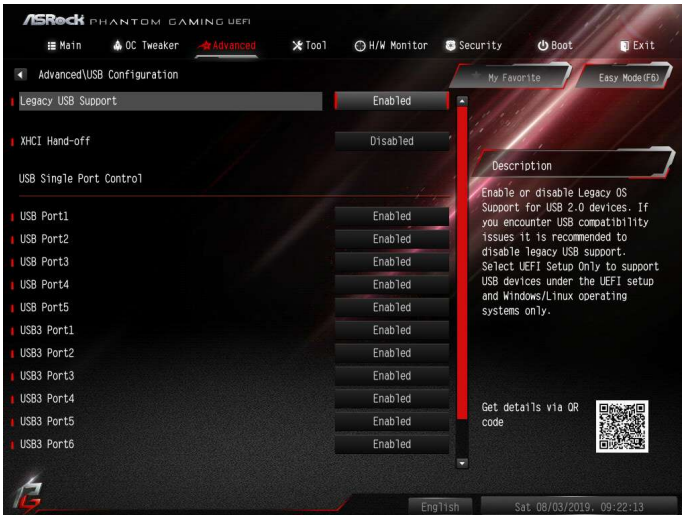 ASRock PHANTOM GAMING UEFI
Main OC Tweaker Advanced Tool H/W Monitor Security Boot Exit
Advanced\USB Configuration
My Favorite Easy Mode(F6)
Legacy USB Support Enabled
XHCI Hand-off Disabled
USB Single Port Control
USB Port1 Enabled
USB Port2 Enabled
USB Port3 Enabled
USB Port4 Enabled
USB Port5 Enabled
USB3 Port1 Enabled
USB3 Port2 Enabled
USB3 Port3 Enabled
USB3 Port4 Enabled
USB3 Port5 Enabled
USB3 Port6 Enabled
Description
Enable or disable Legacy OS
Support for USB 2.0 devices. If
you encounter USB compatibility
issues it is recommended to
disable legacy USB support.
Select UEFI Setup Only to support
USB devices under the UEFI setup
and Windows/Linux operating
systems only.
Get details via QR
code
English Sat 08/03/2019, 09:22:13